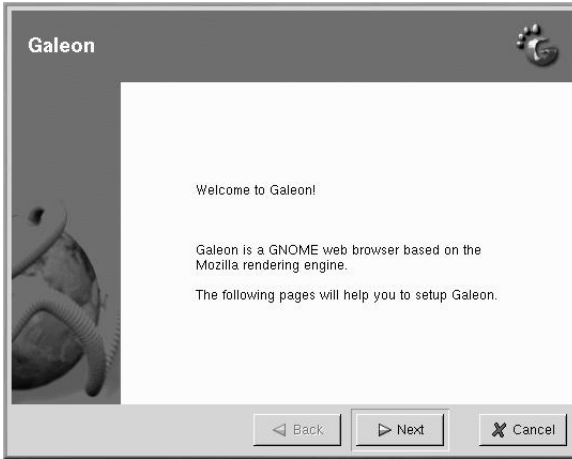 Galeon
Welcome to Galeon!
Galeon is a GNOME web browser based on the
Mozilla rendering engine.
The following pages will help you to setup Galeon.
Back
Next
Cancel